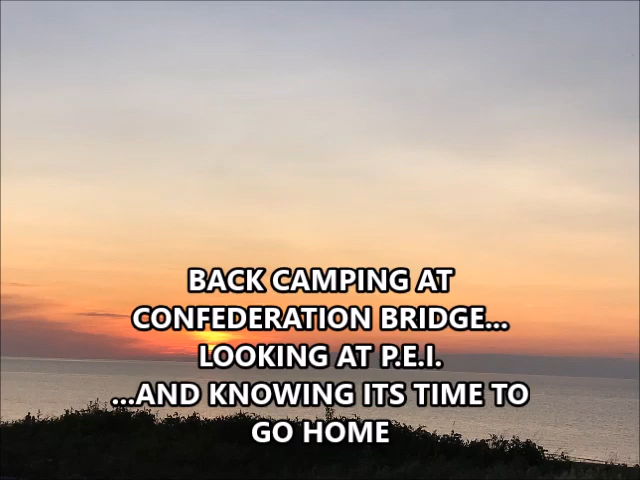 BACK CAMPING AT
CONFEDERATION BRIDGE...
LOOKING AT P.E.I.
...AND KNOWING ITS TIME TO
GO HOME